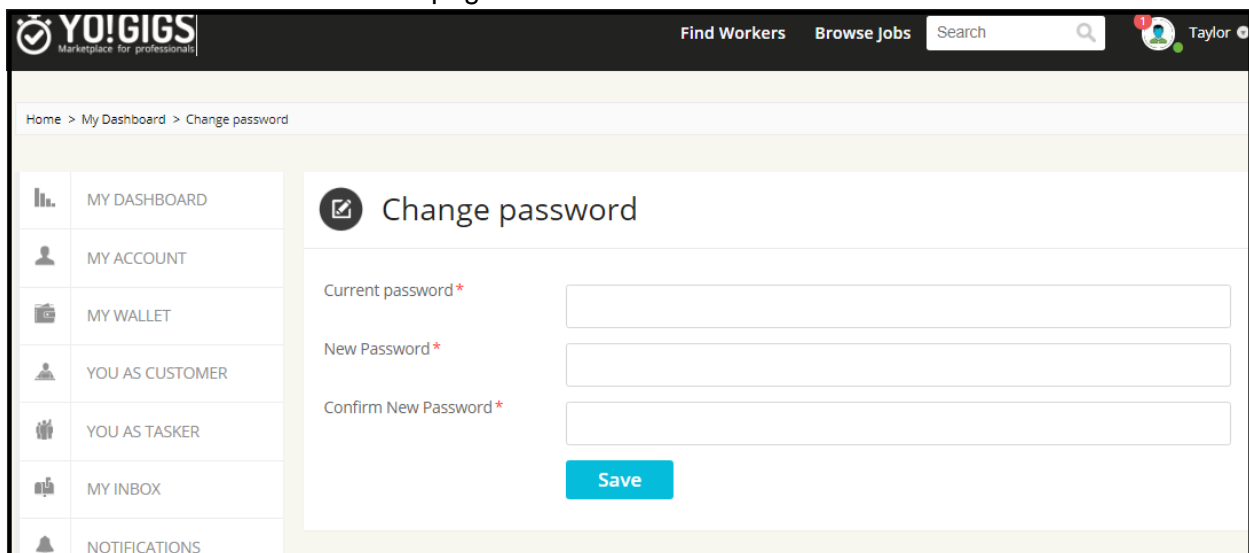 YO!GIGS
Marketplace for professionals
Find Workers Browse Jobs Search 1 Taylor
Home > My Dashboard > Change password
MY DASHBOARD
MY ACCOUNT
MY WALLET
YOU AS CUSTOMER
YOU AS TASKER
MY INBOX
NOTIFICATIONS
Change password
Current password*
New Password*
Confirm New Password*
Save